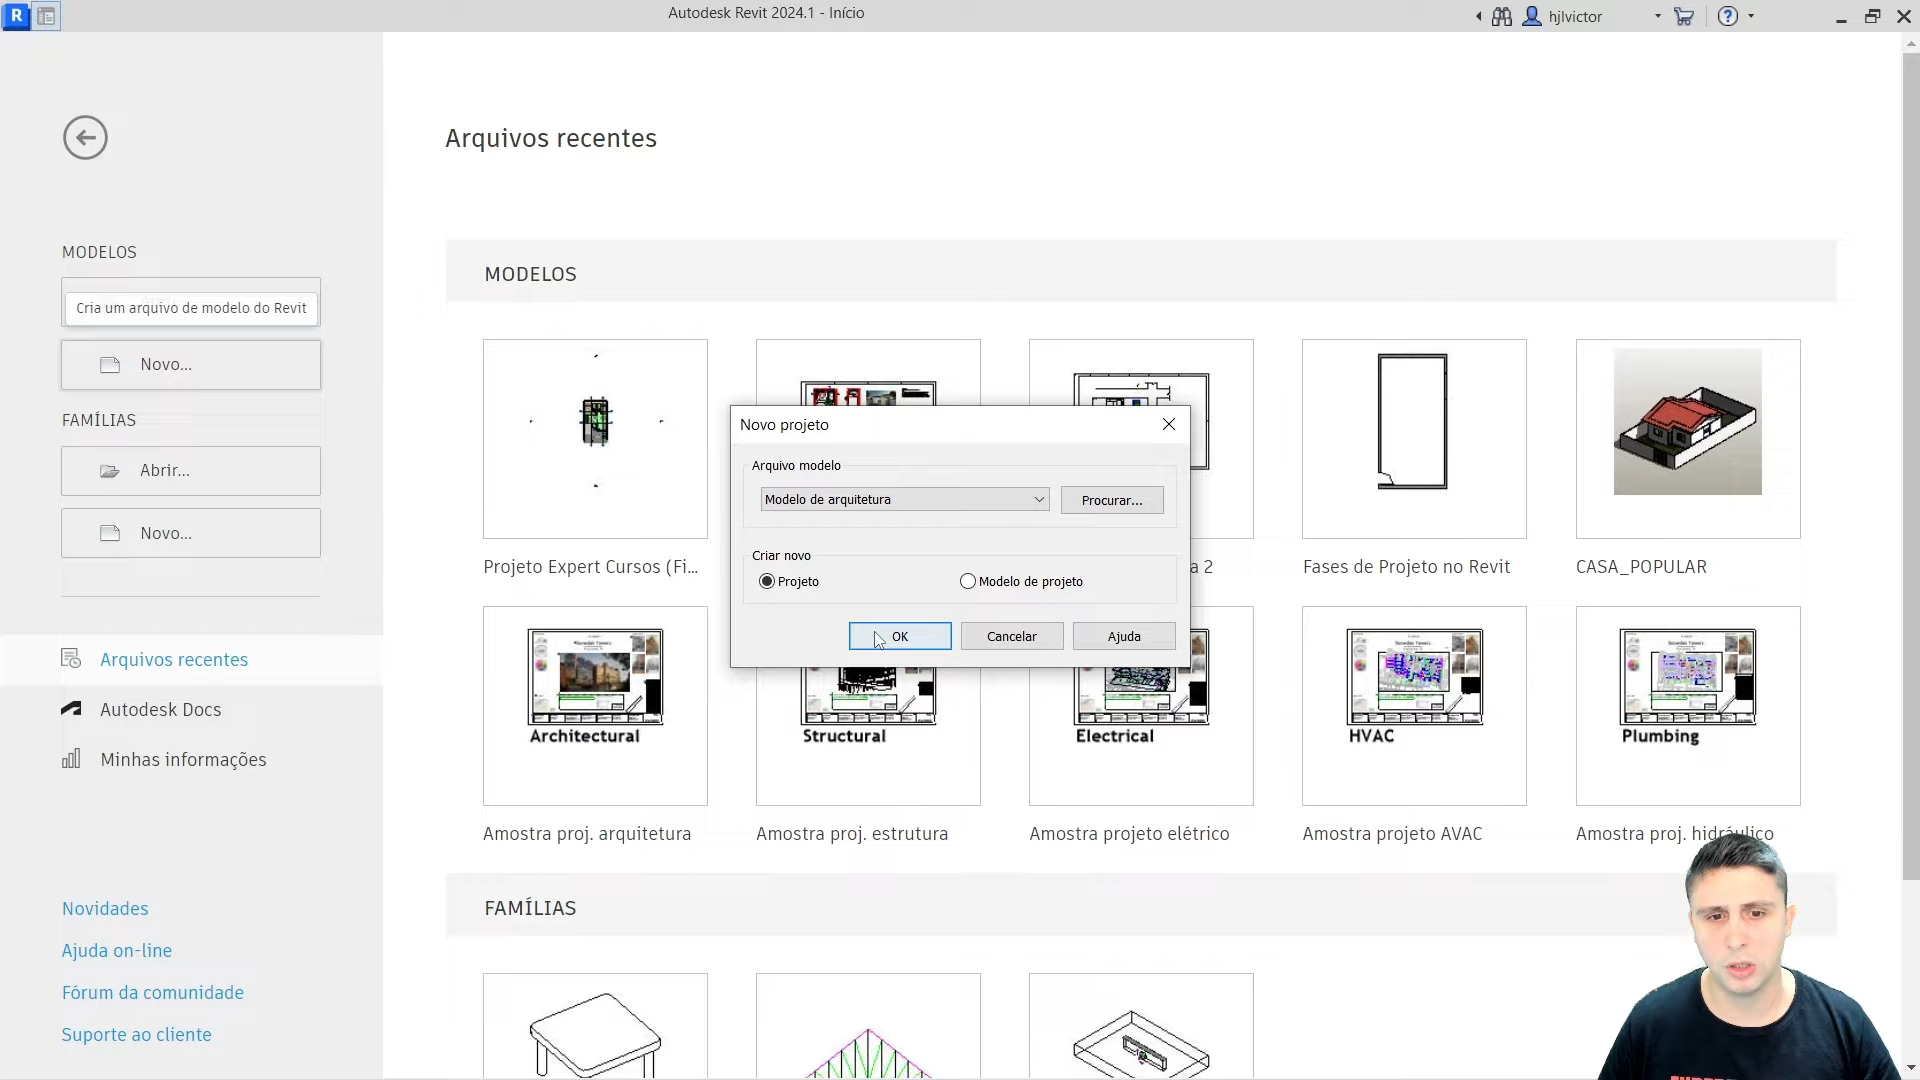 R
Autodesk Revit 2024.1 - Início
hjlvictor
?
Arquivos recentes
MODELOS
Cria um arquivo de modelo do Revit
Novo...
FAMÍLIAS
Abrir...
Novo...
Arquivos recentes
Autodesk Docs
Minhas informações
Novidades
Ajuda on-line
Fórum da comunidade
Suporte ao cliente
MODELOS
Projeto Expert Cursos (Fi...
a 2
Fases de Projeto no Revit
CASA_POPULAR
Novo projeto
Arquivo modelo
Modelo de arquitetura
Procurar...
Criar novo
Projeto
Modelo de projeto
OK
Cancelar
Ajuda
Architectural
Structural
Electrical
HVAC
Plumbing
Amostra proj. arquitetura
Amostra proj. estrutura
Amostra projeto elétrico
Amostra projeto AVAC
Amostra proj. hidráulico
FAMÍLIAS